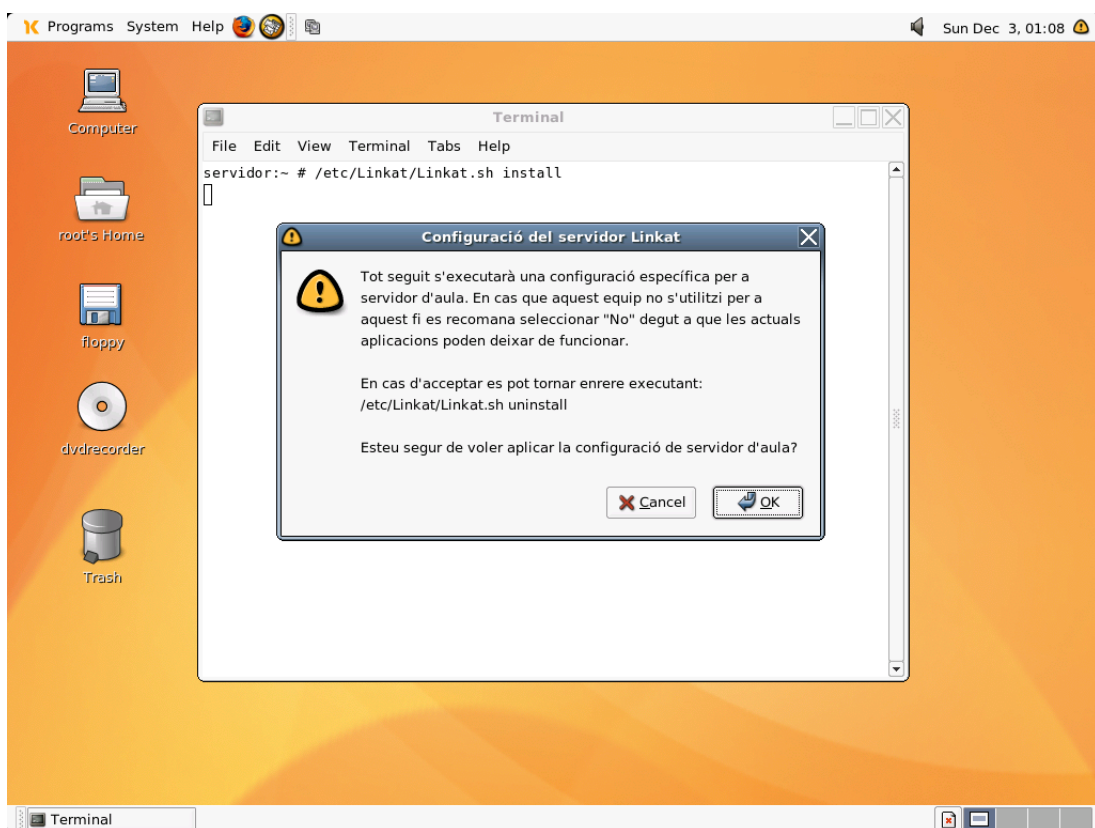 Programs System Help
Sun Dec 3, 01:08
Computer
root's Home
floppy
dvdrecorder
Trash
Terminal
File Edit View Terminal Tabs Help
servidor:~ # /etc/Linkat/Linkat.sh install
Configuració del servidor Linkat
Tot seguit s'executarà una configuració específica per a
servidor d'aula. En cas que aquest equip no s'utilitzi per a
aquest fi es recomana seleccionar "No" degut a que les actuals
aplicacions poden deixar de funcionar.
En cas d'acceptar es pot tornar enrere executant:
/etc/Linkat/Linkat.sh uninstall
Esteu segur de voler aplicar la configuració de servidor d'aula?
Cancel
OK
Terminal